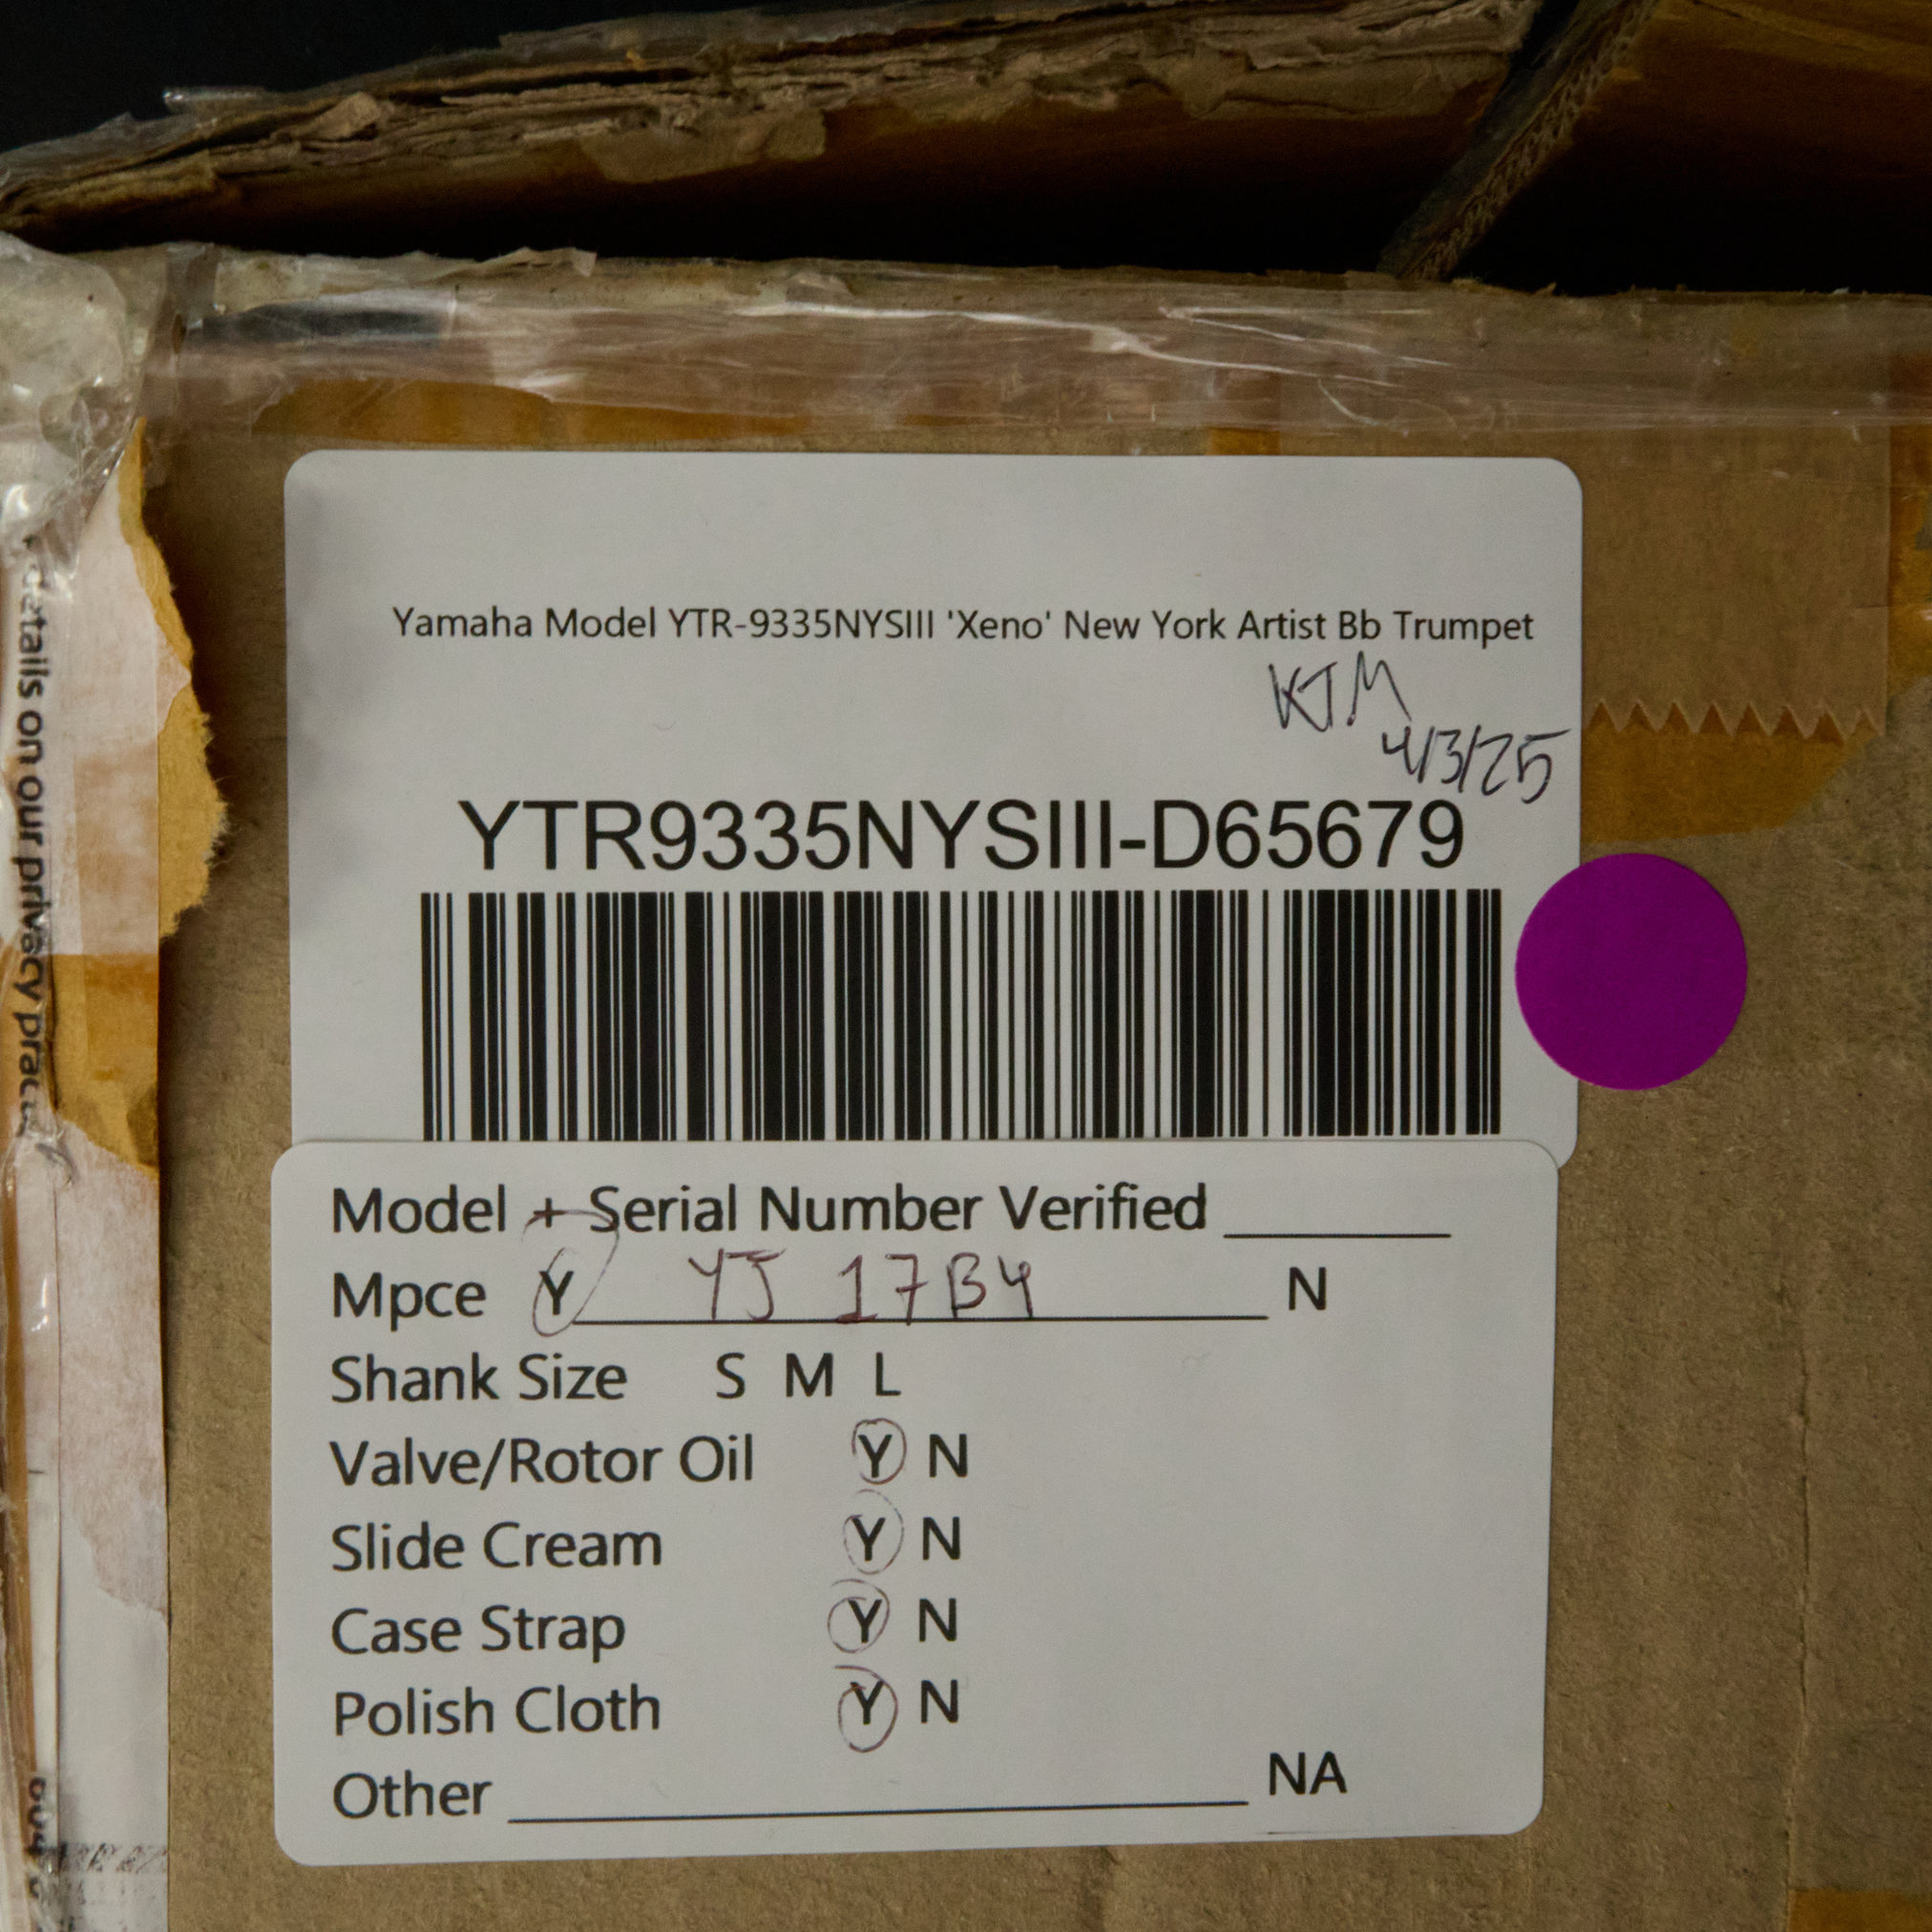 Yamaha Model YTR-9335NYSIII 'Xeno' New York Artist Bb Trumpet
KJM
4/3/25
YTR9335NYSIII-D65679
Model + Serial Number Verified
Mpce Y YJ 17B4 N
Shank Size S M L
Valve/Rotor Oil Y N
Slide Cream Y N
Case Strap Y N
Polish Cloth Y N
Other NA
details on our privacy